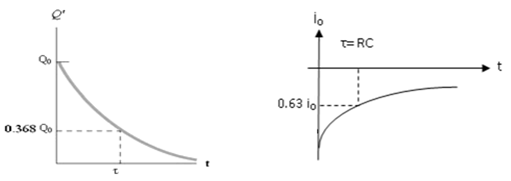 Q'
Q₀
0.368 Q₀
τ
t
i₀
τ=RC
t
0.63 i₀